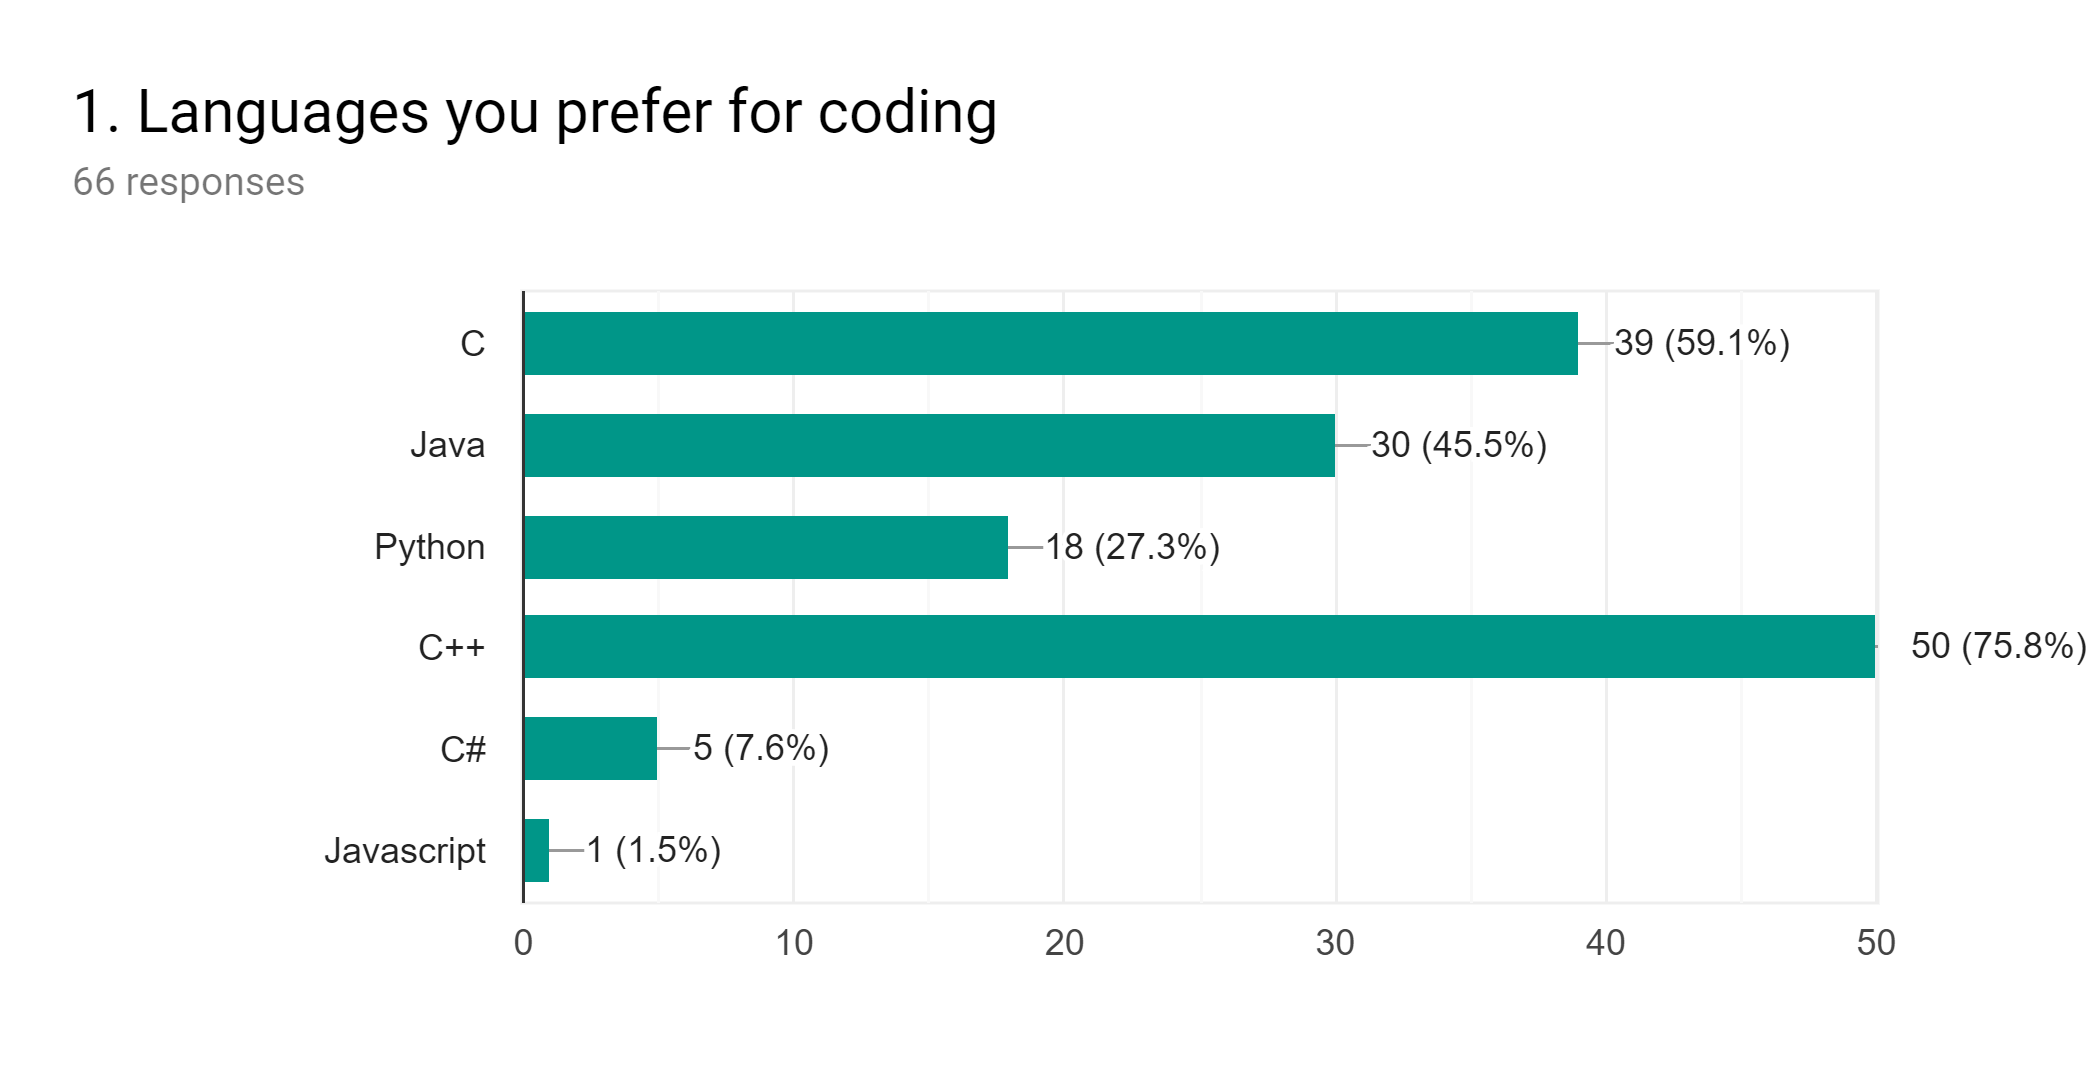 1. Languages you prefer for coding
66 responses
C 39 (59.1%)
Java 30 (45.5%)
Python 18 (27.3%)
C++ 50 (75.8%)
C# 5 (7.6%)
Javascript 1 (1.5%)
0 10 20 30 40 50